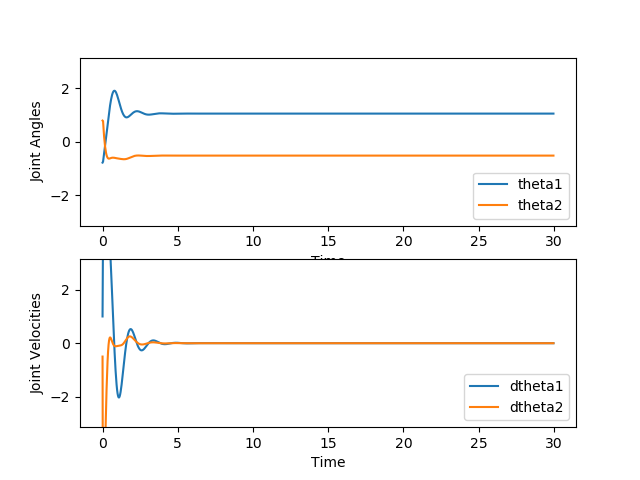 Joint Angles
2
0
−2
theta1
theta2
0 5 10 15 20 25 30
Time
Joint Velocities
2
0
−2
dtheta1
dtheta2
0 5 10 15 20 25 30
Time